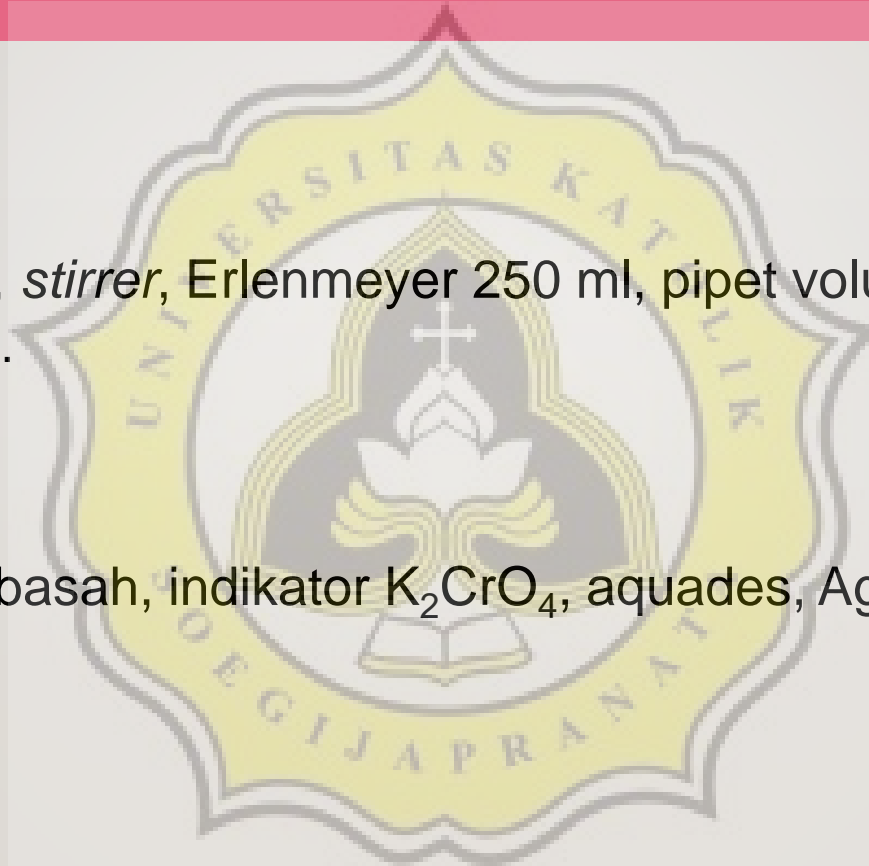 UNIVERSITAS KATOLIK
stirrer, Erlenmeyer 250 ml, pipet volu
.
basah, indikator K₂CrO₄, aquades, Ag
SOEGIJAPRANATA